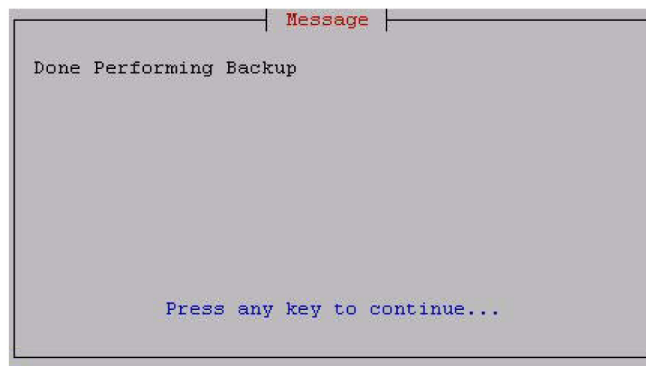 Message
Done Performing Backup
Press any key to continue...